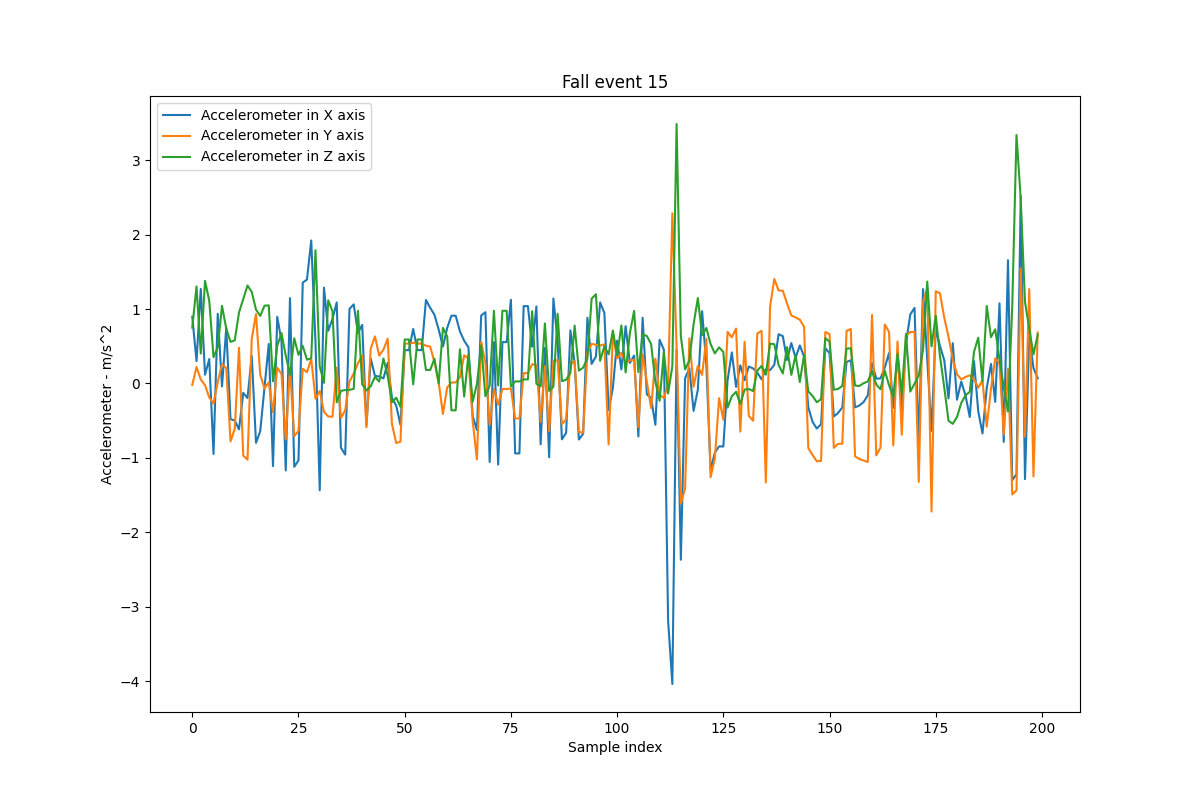 Fall event 15
Accelerometer in X axis
Accelerometer in Y axis
Accelerometer in Z axis
Accelerometer - m/s^2
3
2
1
0
−1
−2
−3
−4
0 25 50 75 100 125 150 175 200
Sample index